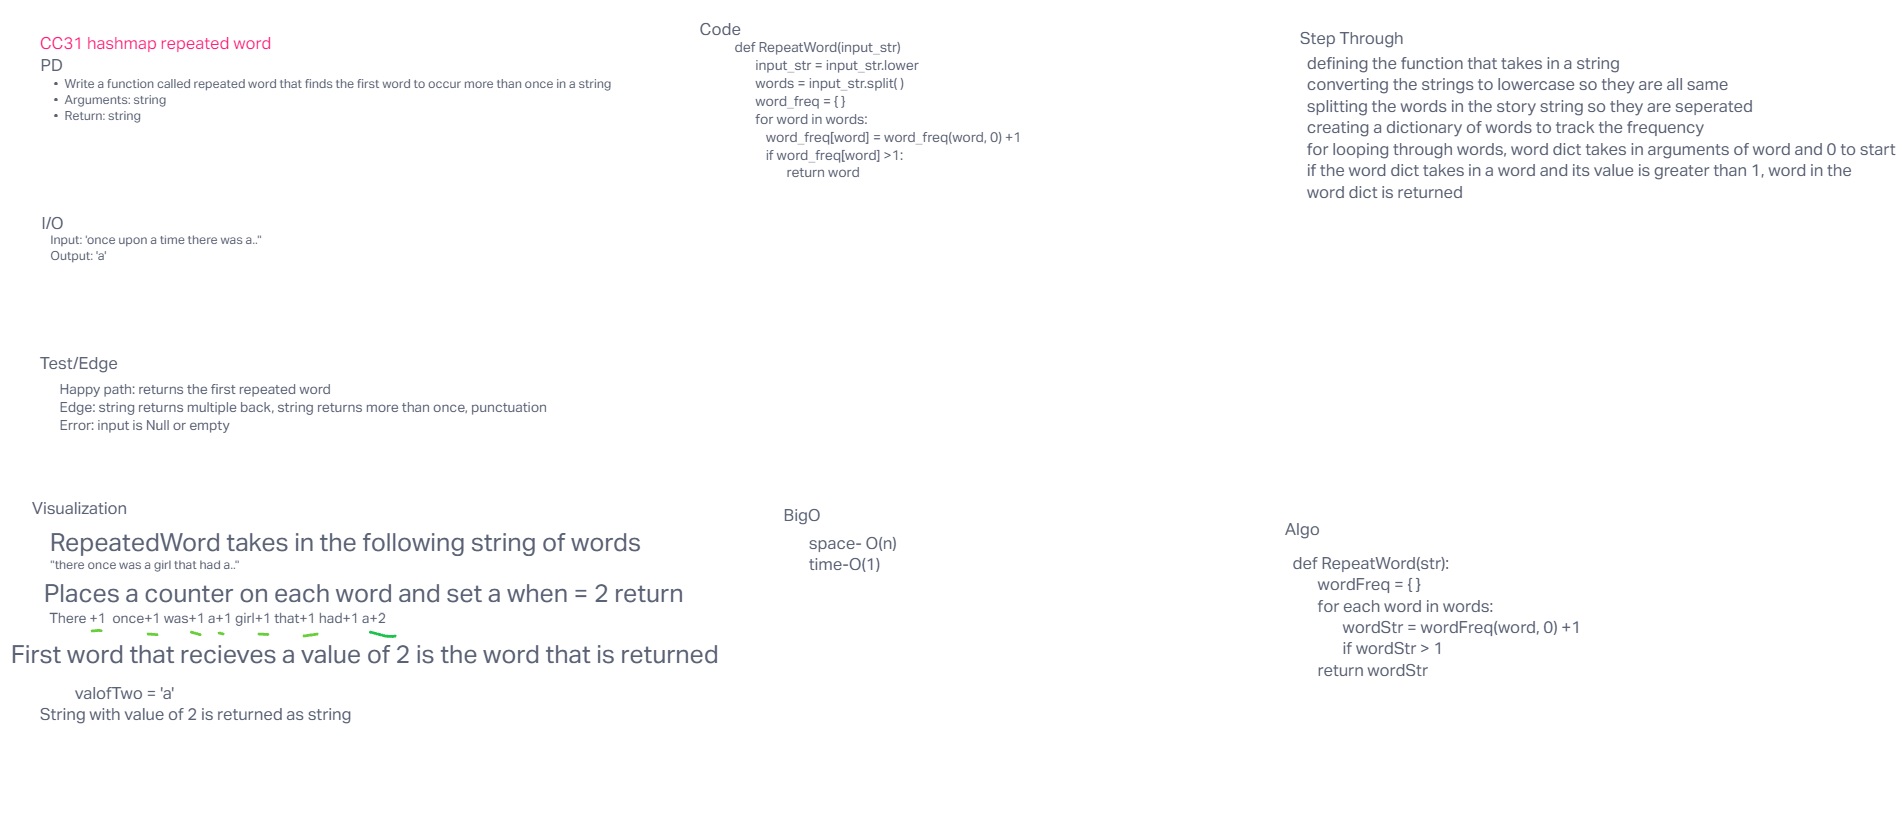 CC31 hashmap repeated word
PD
• Write a function called repeated word that finds the first word to occur more than once in a string
• Arguments: string
• Return: string
I/O
Input: 'once upon a time there was a.."
Output: 'a'
Test/Edge
Happy path: returns the first repeated word
Edge: string returns multiple back, string returns more than once, punctuation
Error: input is Null or empty
Visualization
RepeatedWord takes in the following string of words
"there once was a girl that had a.."
Places a counter on each word and set a when = 2 return
There +1 once+1 was+1 a+1 girl+1 that+1 had+1 a+2
First word that recieves a value of 2 is the word that is returned
valofTwo = 'a'
String with value of 2 is returned as string
Code
def RepeatWord(input_str)
input_str = input_str.lower
words = input_str.split( )
word_freq = { }
for word in words:
word_freq[word] = word_freq(word, 0) +1
if word_freq[word] >1:
return word
BigO
space- O(n)
time-O(1)
Step Through
defining the function that takes in a string
converting the strings to lowercase so they are all same
splitting the words in the story string so they are seperated
creating a dictionary of words to track the frequency
for looping through words, word dict takes in arguments of word and 0 to start
if the word dict takes in a word and its value is greater than 1, word in the
word dict is returned
Algo
def RepeatWord(str):
wordFreq = { }
for each word in words:
wordStr = wordFreq(word, 0) +1
if wordStr > 1
return wordStr